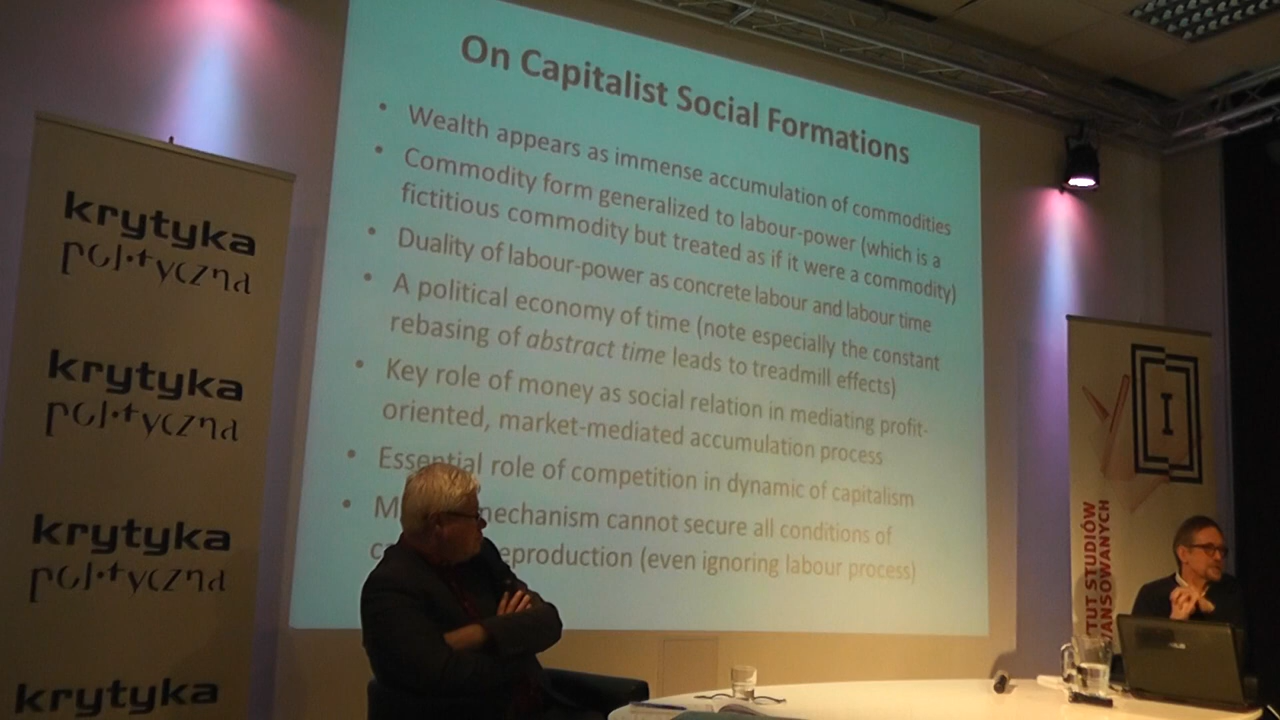 On Capitalist Social Formations
• Wealth appears as immense accumulation of commodities
• Commodity form generalized to labour-power (which is a
fictitious commodity but treated as if it were a commodity)
• Duality of labour-power as concrete labour and labour time
• A political economy of time (note especially the constant
rebasing of abstract time leads to treadmill effects)
• Key role of money as social relation in mediating profit-
oriented, market-mediated accumulation process
• Essential role of competition in dynamic of capitalism
• mechanism cannot secure all conditions of
reproduction (even ignoring labour process)
krytyka
polityczna
krytyka
polityczna
krytyka
polityczna
krytyka
I
TUT STUDIÓW
ANSOWANYCH